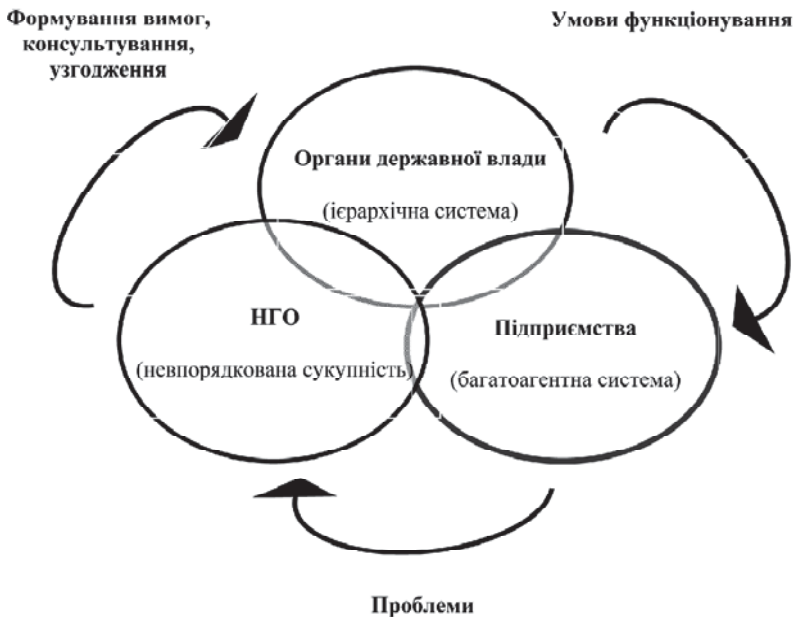 Формування вимог,
консультування,
узгодження
Умови функціонування
Органи державної влади
(ієрархічна система)
НГО
(невпорядкована сукупність)
Підприємства
(багатоагентна система)
Проблеми